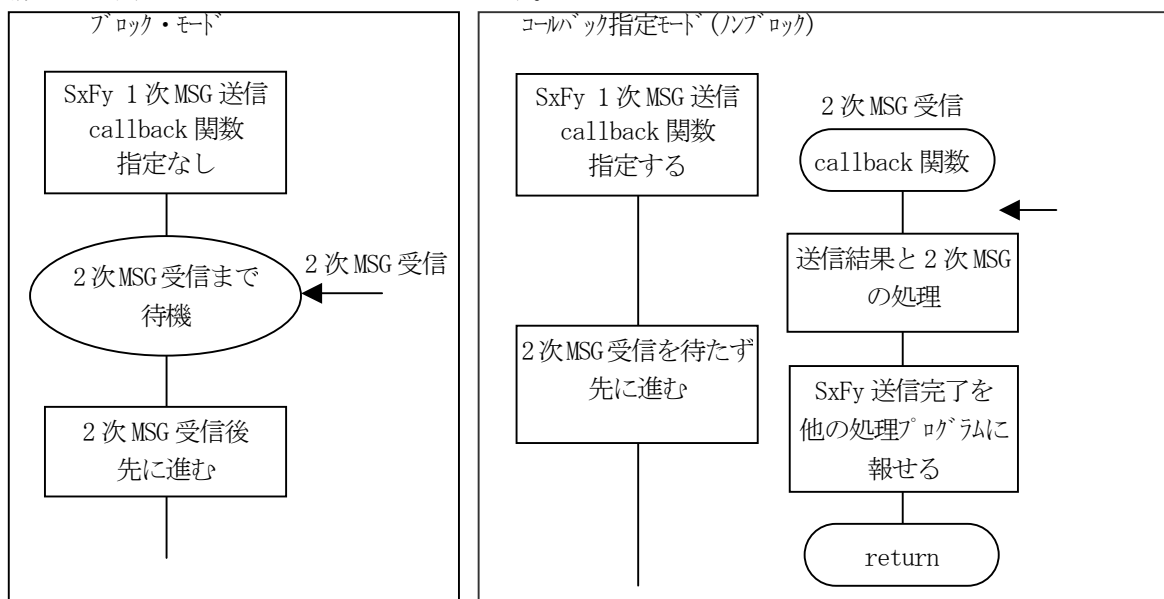 ブロック・モード
SxFy 1次MSG送信
callback関数
指定なし
2次MSG受信まで
待機
2次MSG受信
2次MSG受信後
先に進む
コールバック指定モード(ノンブロック)
SxFy 1次MSG送信
callback関数
指定する
2次MSG受信を待たず
先に進む
2次MSG受信
callback関数
送信結果と2次MSG
の処理
SxFy送信完了を
他の処理プログラムに
報せる
return